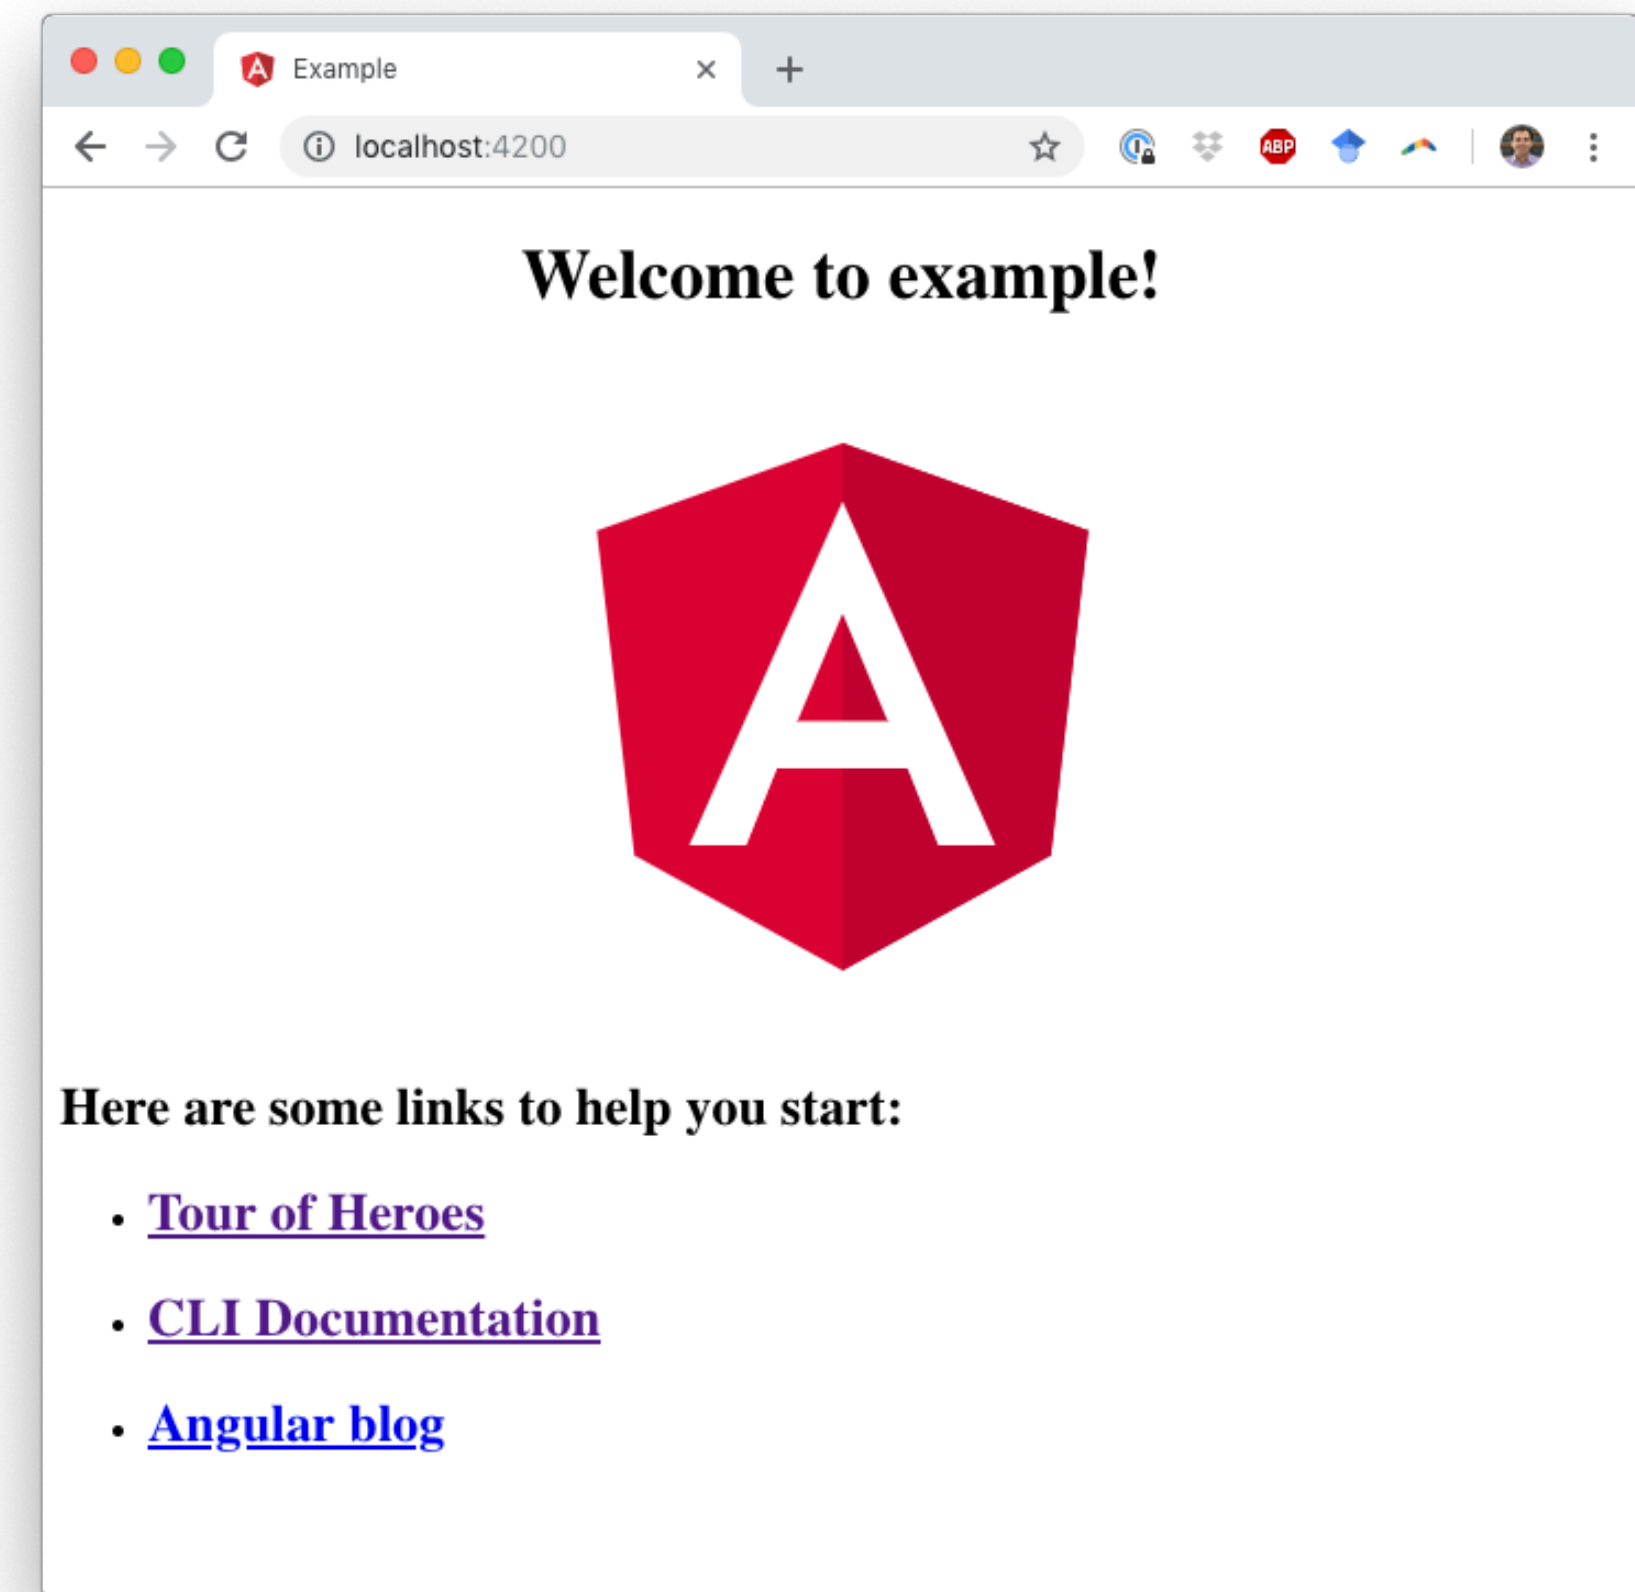 Example
localhost:4200
ABP
Welcome to example!
A
Here are some links to help you start:
Tour of Heroes
CLI Documentation
Angular blog